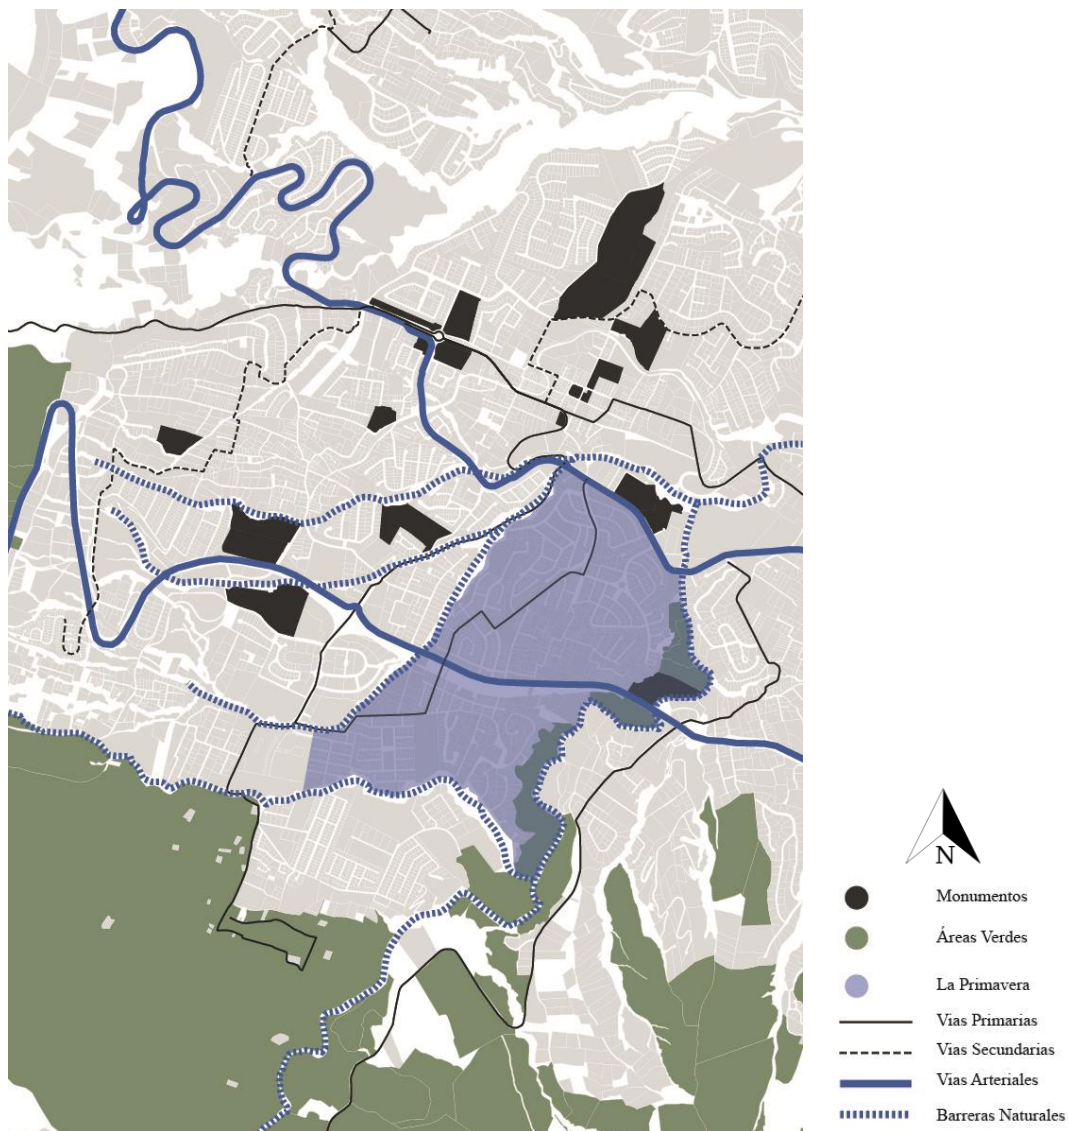 N
Monumentos
Áreas Verdes
La Primavera
Vias Primarias
Vias Secundarias
Vias Arteriales
Barreras Naturales